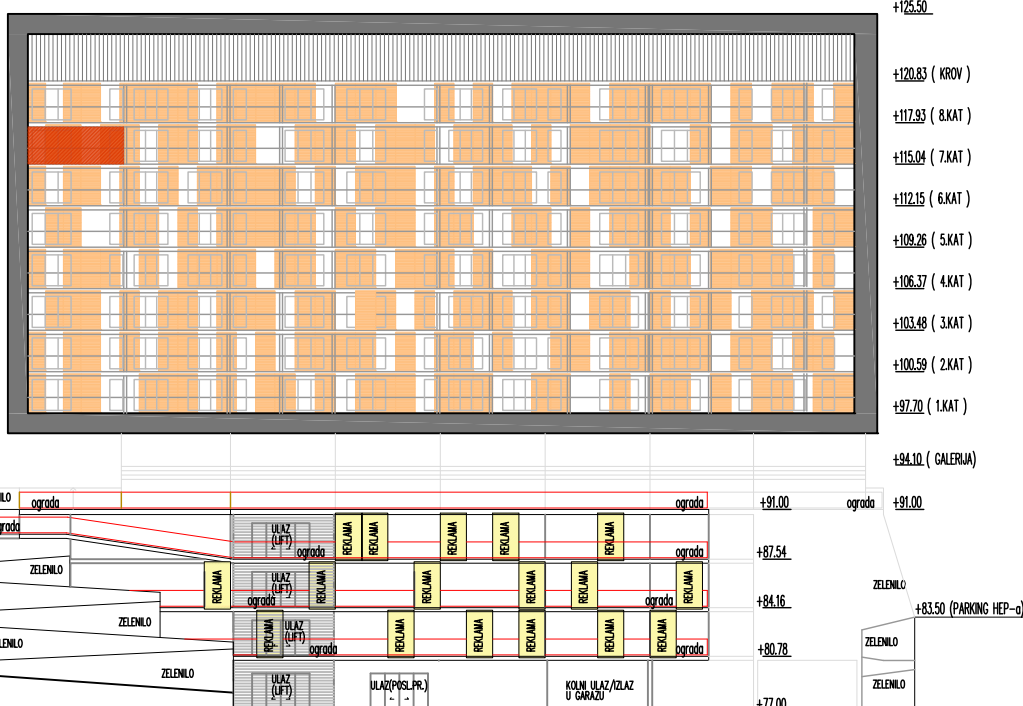 +125.50
+120.83 ( KROV )
+117.93 ( 8.KAT )
+115.04 ( 7.KAT )
+112.15 ( 6.KAT )
+109.26 ( 5.KAT )
+106.37 ( 4.KAT )
+103.48 ( 3.KAT )
+100.59 ( 2.KAT )
+97.70 ( 1.KAT )
+94.10 ( GALERIJA)
ILO
ograda
ograda
+91.00
ograda
+91.00
grada
ULAZ
(LIFT)
ograda
REKLAMA
REKLAMA
REKLAMA
REKLAMA
REKLAMA
ograda
+87.54
ZELENILO
REKLAMA
ULAZ
(LIFT)
ograda
REKLAMA
REKLAMA
REKLAMA
REKLAMA
ograda
REKLAMA
+84.16
ZELENILO
+83.50 (PARKING HEP-a)
ZELENILO
REKLAMA
ULAZ
(LIFT)
ograda
REKLAMA
REKLAMA
REKLAMA
REKLAMA
REKLAMA
ograda
+80.78
ZELENILO
ELENILO
ZELENILO
ULAZ
(LIFT)
ULAZ(POSL.PR.)
KOLNI ULAZ/IZLAZ
U GARAZU
ZELENILO
+77.00